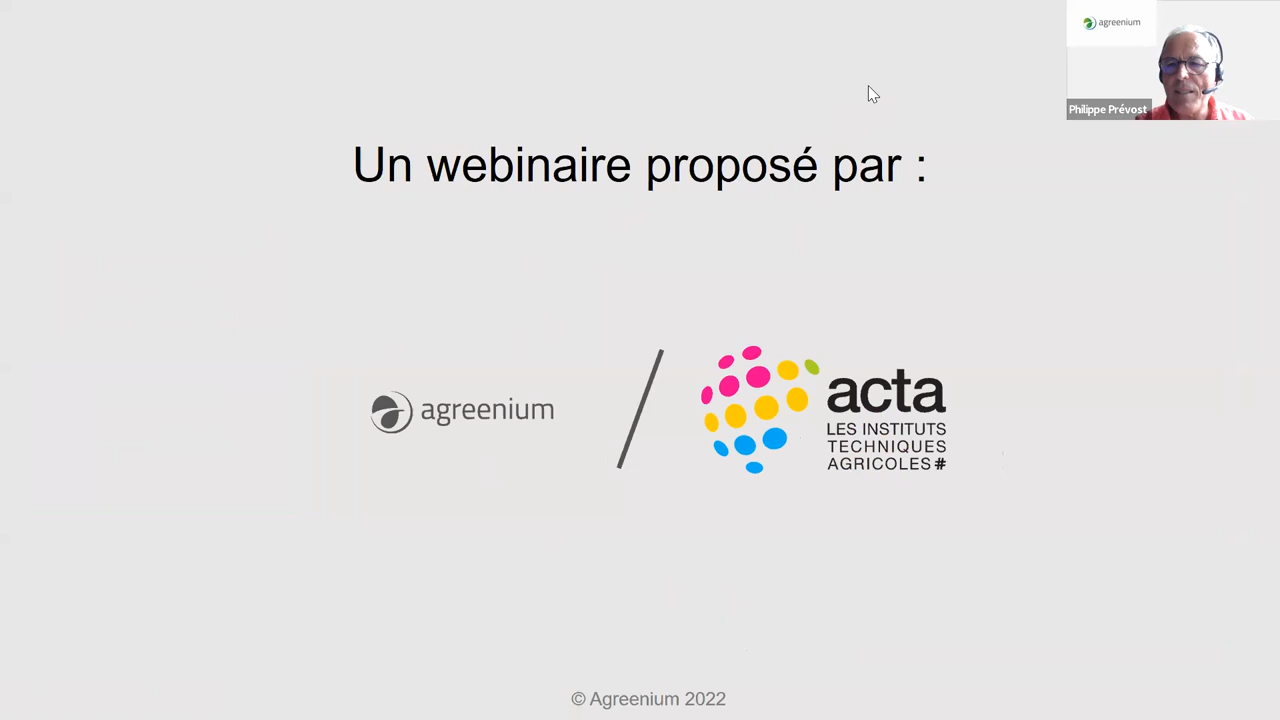 agreenium
Philippe Prévost
Un webinaire proposé par :
agreenium
acta
LES INSTITUTS
TECHNIQUES
AGRICOLES#
© Agreenium 2022